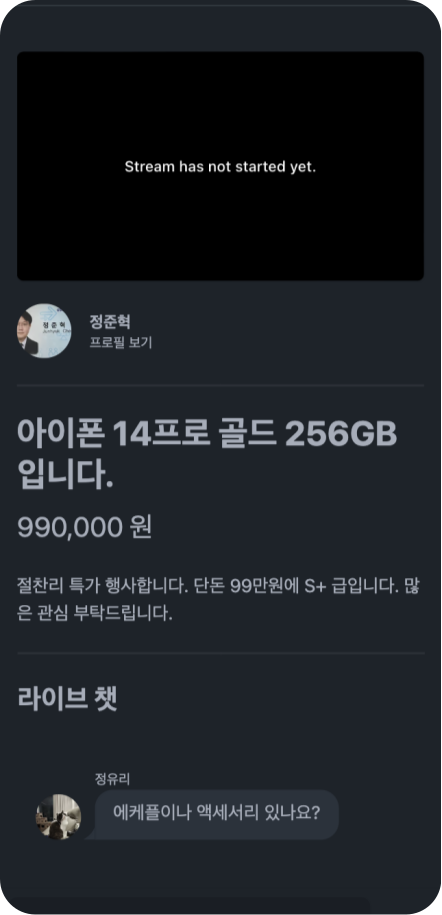 Stream has not started yet.
정준혁
프로필 보기
아이폰 14프로 골드 256GB
입니다.
990,000 원
절찬리 특가 행사합니다. 단돈 99만원에 S+ 급입니다. 많
은 관심 부탁드립니다.
라이브 챗
정유리
에케플이나 액세서리 있나요?